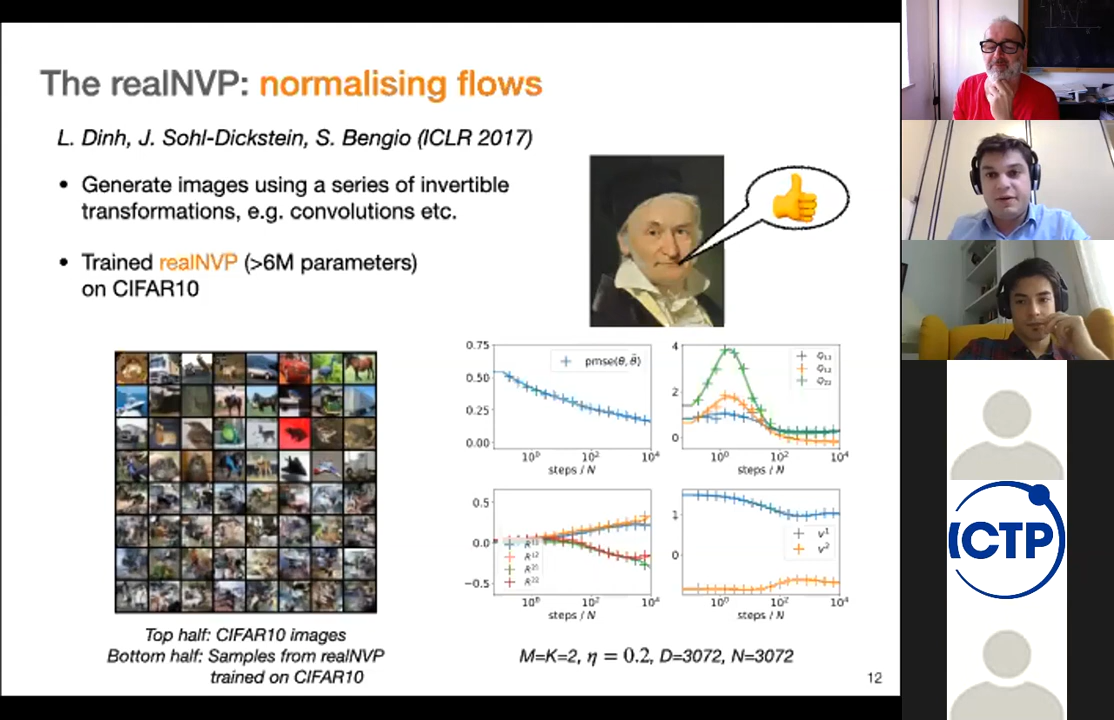 The realNVP: normalising flows
L. Dinh, J. Sohl-Dickstein, S. Bengio (ICLR 2017)
• Generate images using a series of invertible
transformations, e.g. convolutions etc.
• Trained realNVP (>6M parameters)
on CIFAR10
0.75
0.50
0.25
0.00
pmse(θ, θ̃)
10⁰
10²
10⁴
steps / N
4
2
0
Q₁₁
Q₁₂
Q₂₂
10⁰
10²
10⁴
steps / N
0.5
0.0
−0.5
R¹¹
R¹²
R²¹
R²²
10⁰
10²
10⁴
steps / N
1
0
v¹
v²
10⁰
10²
10⁴
steps / N
Top half: CIFAR10 images
Bottom half: Samples from realNVP
trained on CIFAR10
M=K=2, η = 0.2, D=3072, N=3072
12
ICTP